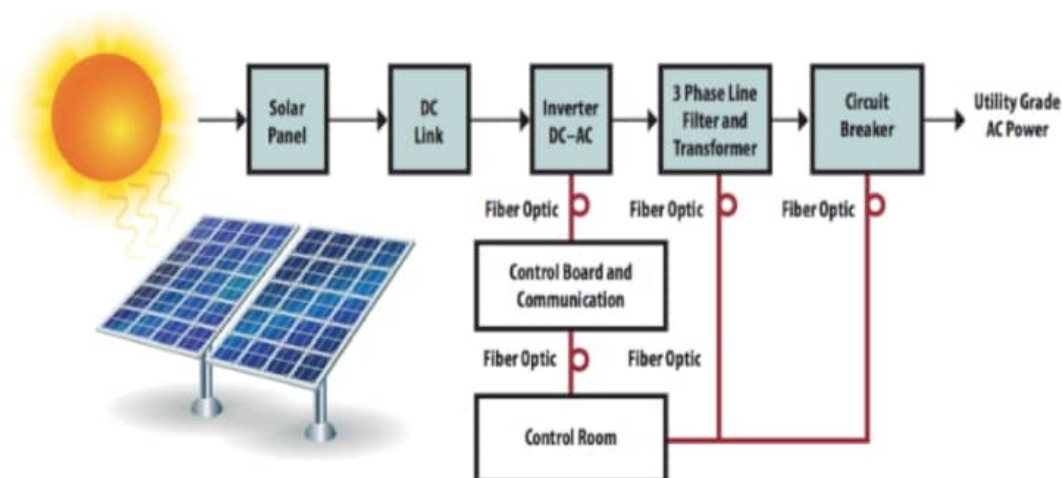 Solar
Panel
DC
Link
Inverter
DC–AC
3 Phase Line
Filter and
Transformer
Circuit
Breaker
Utility Grade
AC Power
Fiber Optic
Fiber Optic
Fiber Optic
Control Board and
Communication
Fiber Optic
Fiber Optic
Control Room